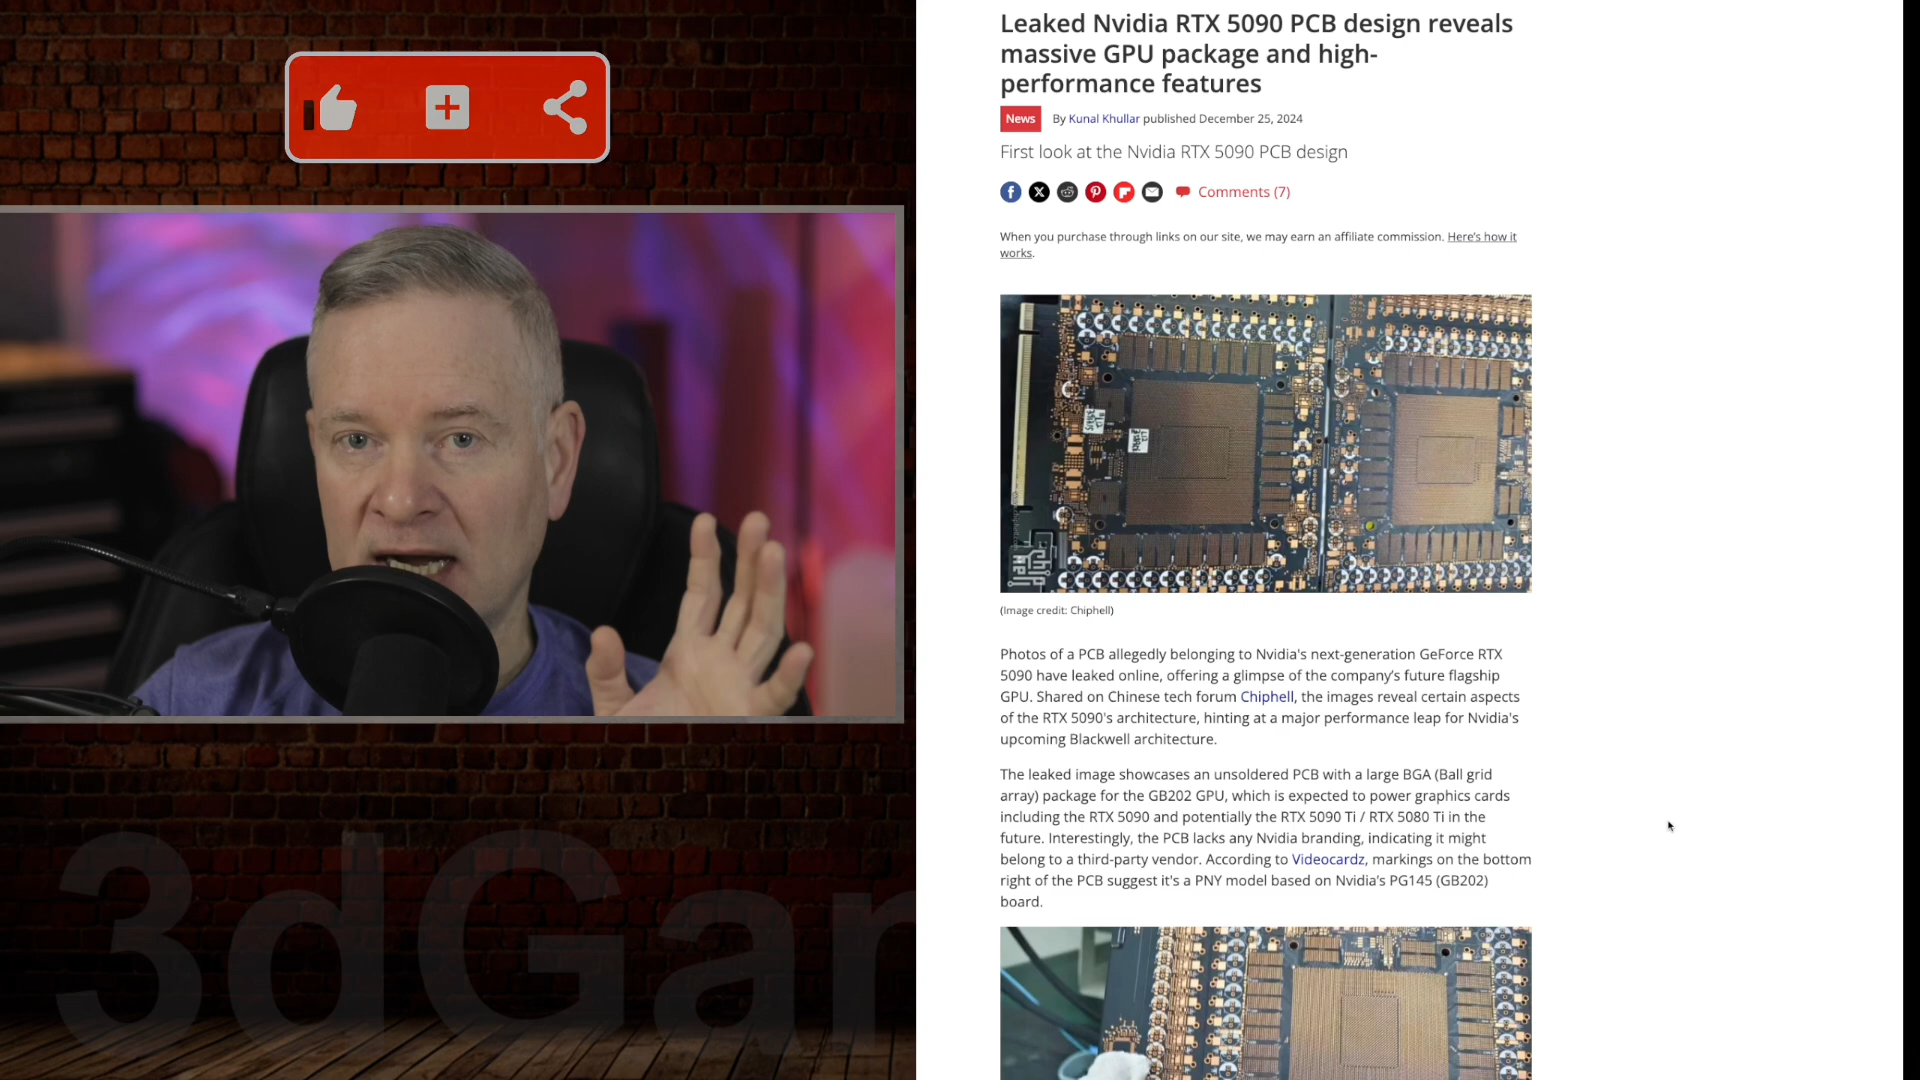 Leaked Nvidia RTX 5090 PCB design reveals
massive GPU package and high-
performance features
News By Kunal Khullar published December 25, 2024
First look at the Nvidia RTX 5090 PCB design
Comments (7)
When you purchase through links on our site, we may earn an affiliate commission. Here's how it
works.
(Image credit: Chiphell)
Photos of a PCB allegedly belonging to Nvidia's next-generation GeForce RTX
5090 have leaked online, offering a glimpse of the company's future flagship
GPU. Shared on Chinese tech forum Chiphell, the images reveal certain aspects
of the RTX 5090's architecture, hinting at a major performance leap for Nvidia's
upcoming Blackwell architecture.
The leaked image showcases an unsoldered PCB with a large BGA (Ball grid
array) package for the GB202 GPU, which is expected to power graphics cards
including the RTX 5090 and potentially the RTX 5090 Ti / RTX 5080 Ti in the
future. Interestingly, the PCB lacks any Nvidia branding, indicating it might
belong to a third-party vendor. According to Videocardz, markings on the bottom
right of the PCB suggest it's a PNY model based on Nvidia's PG145 (GB202)
board.
3dGa